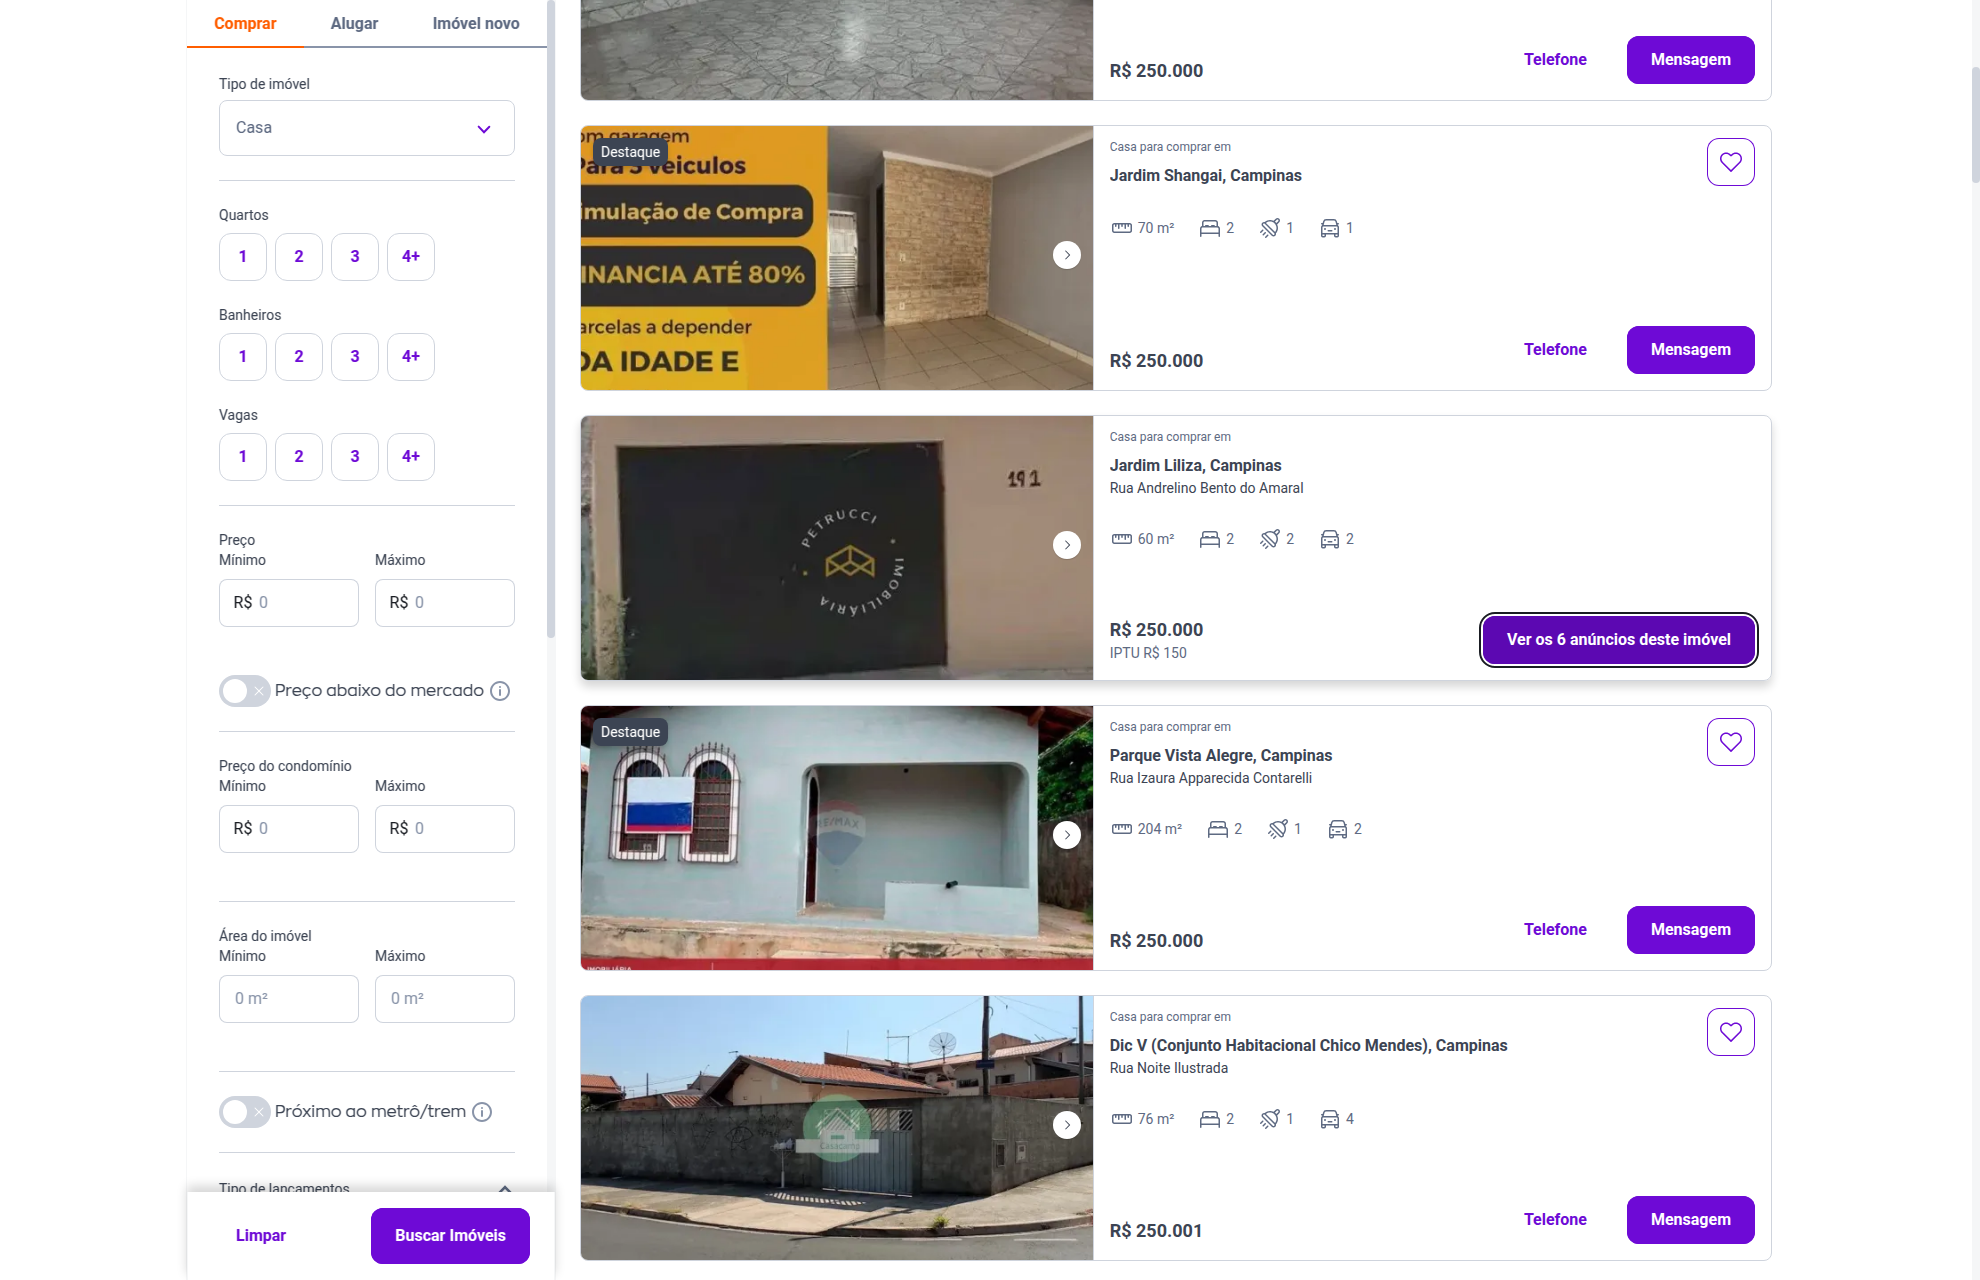 Comprar
Alugar
Imóvel novo
Tipo de imóvel
Casa
Quartos
1
2
3
4+
Banheiros
1
2
3
4+
Vagas
1
2
3
4+
Preço
Mínimo
Máximo
R$ 0
R$ 0
Preço abaixo do mercado
Preço do condomínio
Mínimo
Máximo
R$ 0
R$ 0
Área do imóvel
Mínimo
Máximo
0 m²
0 m²
Próximo ao metrô/trem
Tipo de lançamentos
Limpar
Buscar Imóveis
R$ 250.000
Telefone
Mensagem
om garagem
Destaque
Para 3 veiculos
imulação de Compra
INANCIA ATÉ 80%
arcelas a depender
DA IDADE E
Casa para comprar em
Jardim Shangai, Campinas
70 m²
2
1
1
R$ 250.000
Telefone
Mensagem
191
PETRUCCI
IMOBILIÁRIA
Casa para comprar em
Jardim Liliza, Campinas
Rua Andrelino Bento do Amaral
60 m²
2
2
2
R$ 250.000
IPTU R$ 150
Ver os 6 anúncios deste imóvel
Destaque
RE/MAX
IMOBILIÁRIA
Casa para comprar em
Parque Vista Alegre, Campinas
Rua Izaura Apparecida Contarelli
204 m²
2
1
2
R$ 250.000
Telefone
Mensagem
Casacamp
Casa para comprar em
Dic V (Conjunto Habitacional Chico Mendes), Campinas
Rua Noite Ilustrada
76 m²
2
1
4
R$ 250.001
Telefone
Mensagem